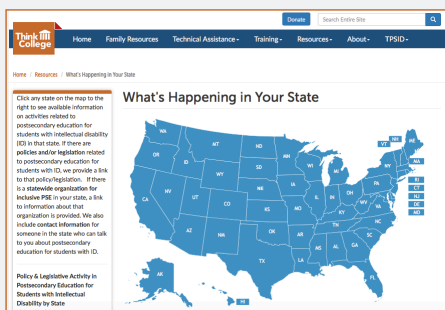 Donate
Search Entire Site
Think College
Home Family Resources Technical Assistance Training Resources About TPSID
Home / Resources / What's Happening in Your State
Click any state on the map to the
right to see available information
on activities related to
postsecondary education for
students with intellectual disability
(ID) in that state. If there are
policies and/or legislation related
to postsecondary education for
students with ID, we provide a link
to that policy/legislation. If there
is a statewide organization for
inclusive PSE in your state, a link
to information about that
organization is provided. We also
include contact information for
someone in the state who can talk
to you about postsecondary
education for students with ID.
Policy & Legislative Activity in
Postsecondary Education for
Students with Intellectual
Disability by State
What's Happening in Your State
WA
MT
ND
MN
OR
ID
SD
WI
MI
WY
NE
IA
NV
UT
CO
KS
MO
IL
IN
OH
PA
NY
VT
NH
ME
MA
RI
CT
NJ
DE
MD
CA
AZ
NM
OK
AR
TN
KY
WV
VA
NC
SC
TX
LA
MS
AL
GA
FL
AK
HI